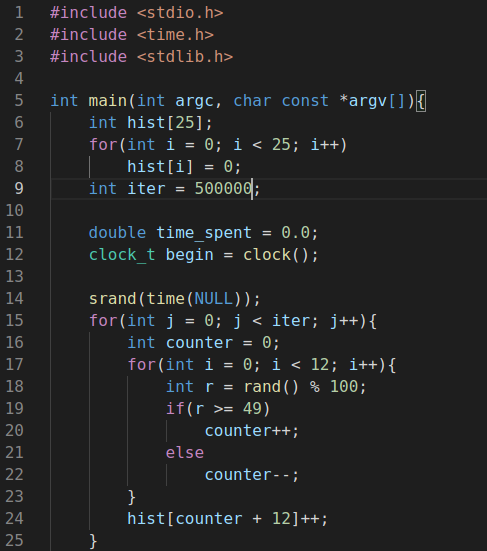 1 #include <stdio.h>
2 #include <time.h>
3 #include <stdlib.h>
4
5 int main(int argc, char const *argv[]){
6     int hist[25];
7     for(int i = 0; i < 25; i++)
8         hist[i] = 0;
9     int iter = 500000;
10
11     double time_spent = 0.0;
12     clock_t begin = clock();
13
14     srand(time(NULL));
15     for(int j = 0; j < iter; j++){
16         int counter = 0;
17         for(int i = 0; i < 12; i++){
18             int r = rand() % 100;
19             if(r >= 49)
20                 counter++;
21             else
22                 counter--;
23         }
24         hist[counter + 12]++;
25     }